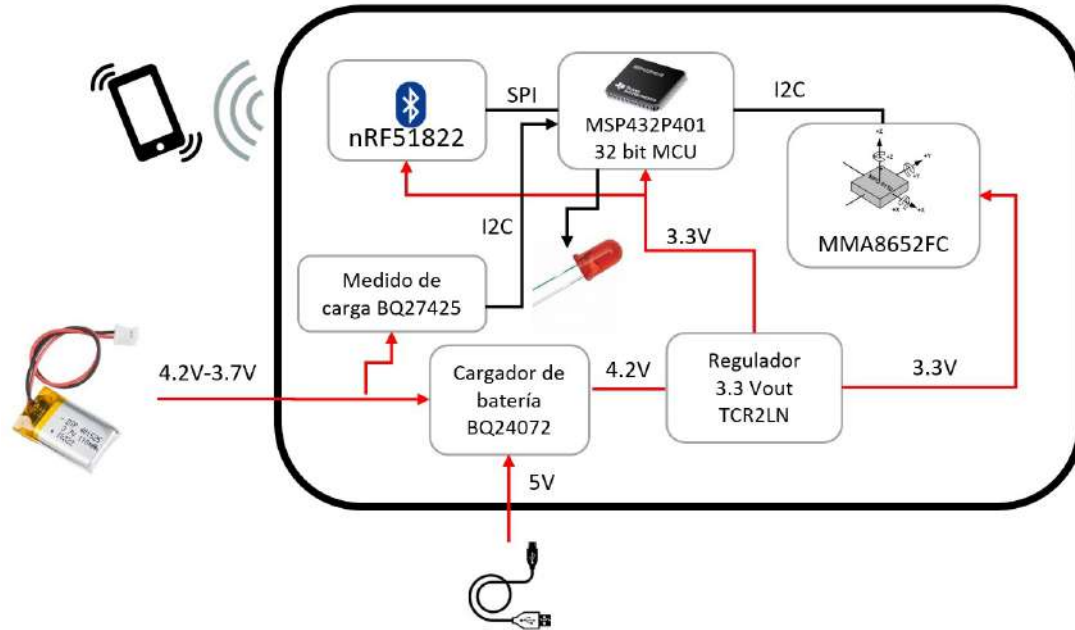 SPI
I2C
nRF51822
MSP432P401
32 bit MCU
+Z
+Z
+Y
+Y
+X
+X
MMA8652FC
I2C
3.3V
Medido de
carga BQ27425
4.2V-3.7V
Cargador de
batería
BQ24072
4.2V
Regulador
3.3 Vout
TCR2LN
3.3V
5V